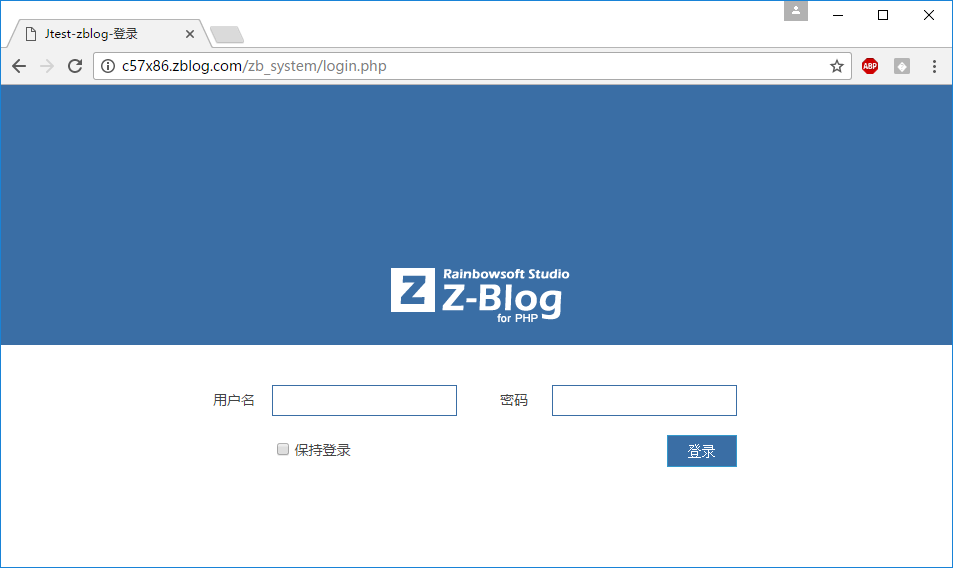 Jtest-zblog-登录
c57x86.zblog.com/zb_system/login.php
ABP
Z
Rainbowsoft Studio
Z-Blog
for PHP
用户名
密码
保持登录
登录